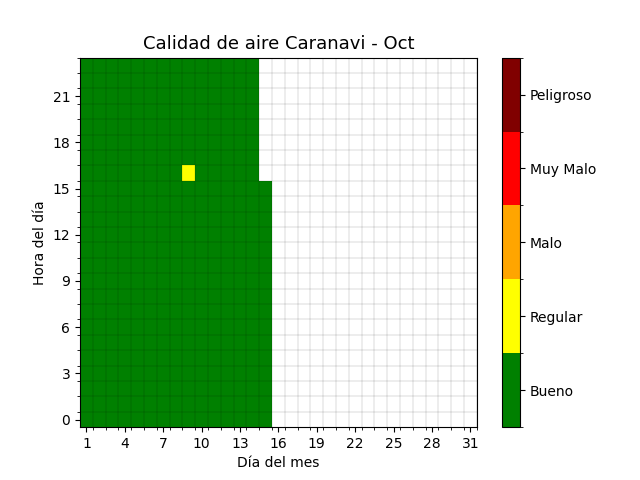 Calidad de aire Caranavi - Oct
Hora del día
21
18
15
12
9
6
3
0
1 4 7 10 13 16 19 22 25 28 31
Día del mes
Peligroso
Muy Malo
Malo
Regular
Bueno